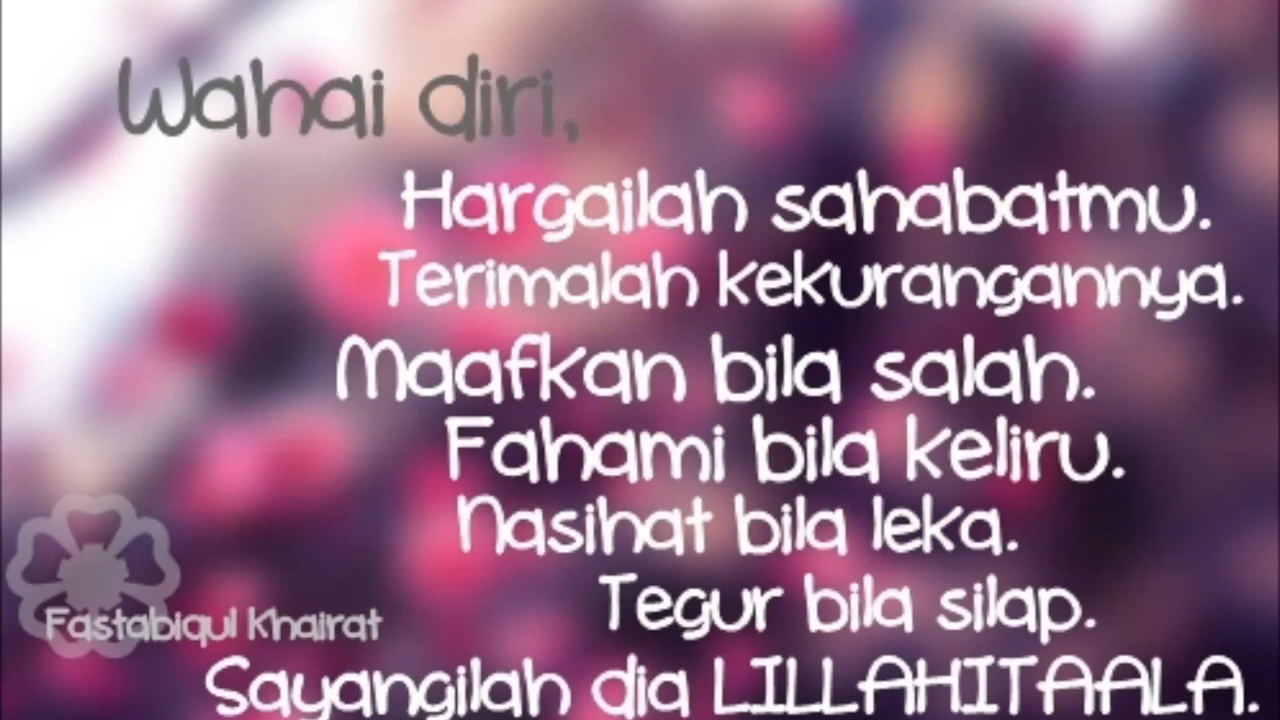 Wahai diri,
Hargailah sahabatmu.
Terimalah kekurangannya.
Maafkan bila salah.
Fahami bila keliru.
Nasihat bila leka.
Tegur bila silap.
Fastabiqul Khairat
Sayangilah dia LILLAHITAALA.